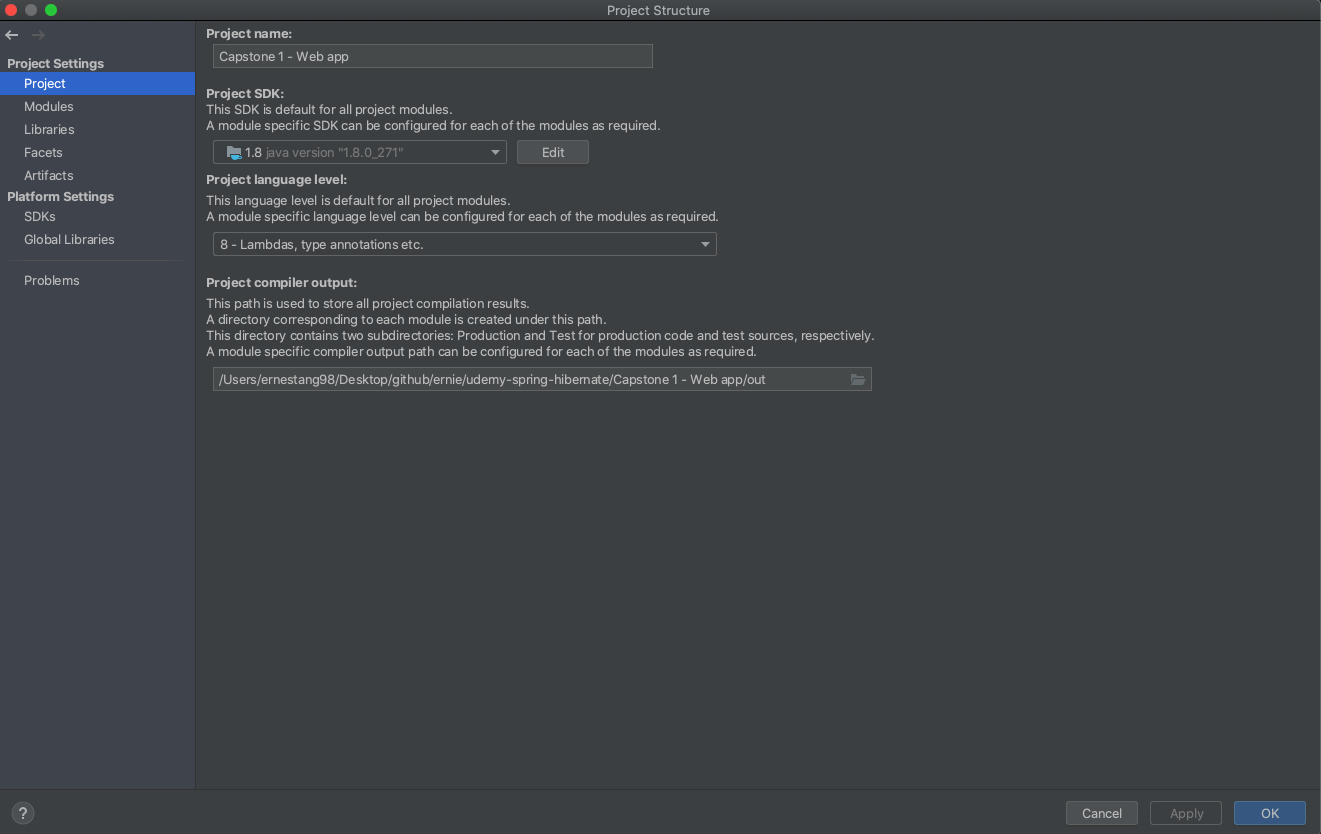 Project Structure
Project Settings
Project
Modules
Libraries
Facets
Artifacts
Platform Settings
SDKs
Global Libraries
Problems
Project name:
Capstone 1 - Web app
Project SDK:
This SDK is default for all project modules.
A module specific SDK can be configured for each of the modules as required.
1.8 java version "1.8.0_271"
Edit
Project language level:
This language level is default for all project modules.
A module specific language level can be configured for each of the modules as required.
8 - Lambdas, type annotations etc.
Project compiler output:
This path is used to store all project compilation results.
A directory corresponding to each module is created under this path.
This directory contains two subdirectories: Production and Test for production code and test sources, respectively.
A module specific compiler output path can be configured for each of the modules as required.
/Users/ernestang98/Desktop/github/ernie/udemy-spring-hibernate/Capstone 1 - Web app/out
?
Cancel
Apply
OK